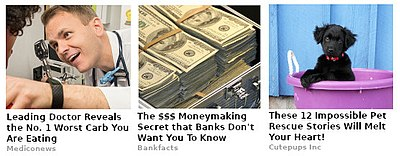 Leading Doctor Reveals
the No. 1 Worst Carb You
Are Eating
Mediconews
The $$$ Moneymaking
Secret that Banks Don't
Want You To Know
Bankfacts
These 12 Impossible Pet
Rescue Stories Will Melt
Your Heart!
Cutepups Inc